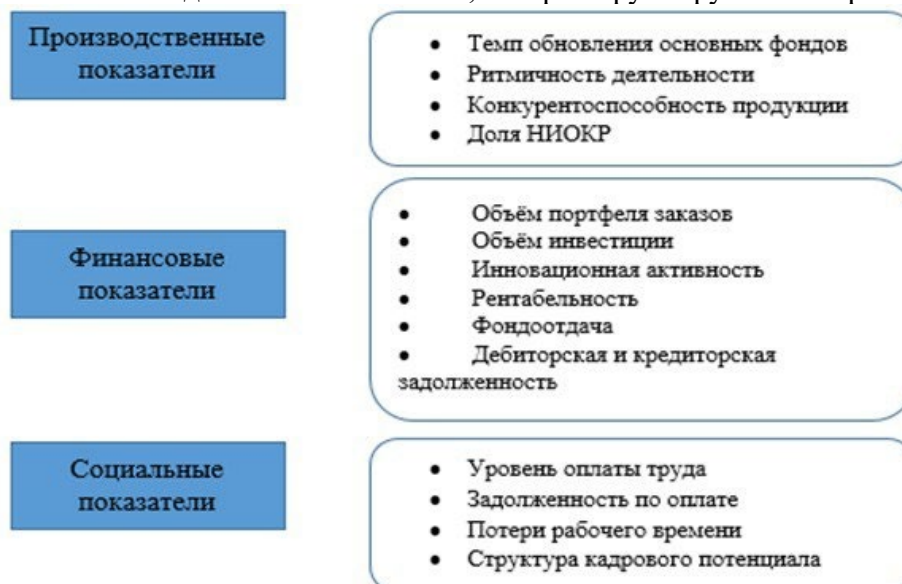 Производственные
показатели
• Темп обновления основных фондов
• Ритмичность деятельности
• Конкурентоспособность продукции
• Доля НИОКР
Финансовые
показатели
• Объём портфеля заказов
• Объём инвестиции
• Инновационная активность
• Рентабельность
• Фондоотдача
• Дебиторская и кредиторская
задолженность
Социальные
показатели
• Уровень оплаты труда
• Задолженность по оплате
• Потери рабочего времени
• Структура кадрового потенциала